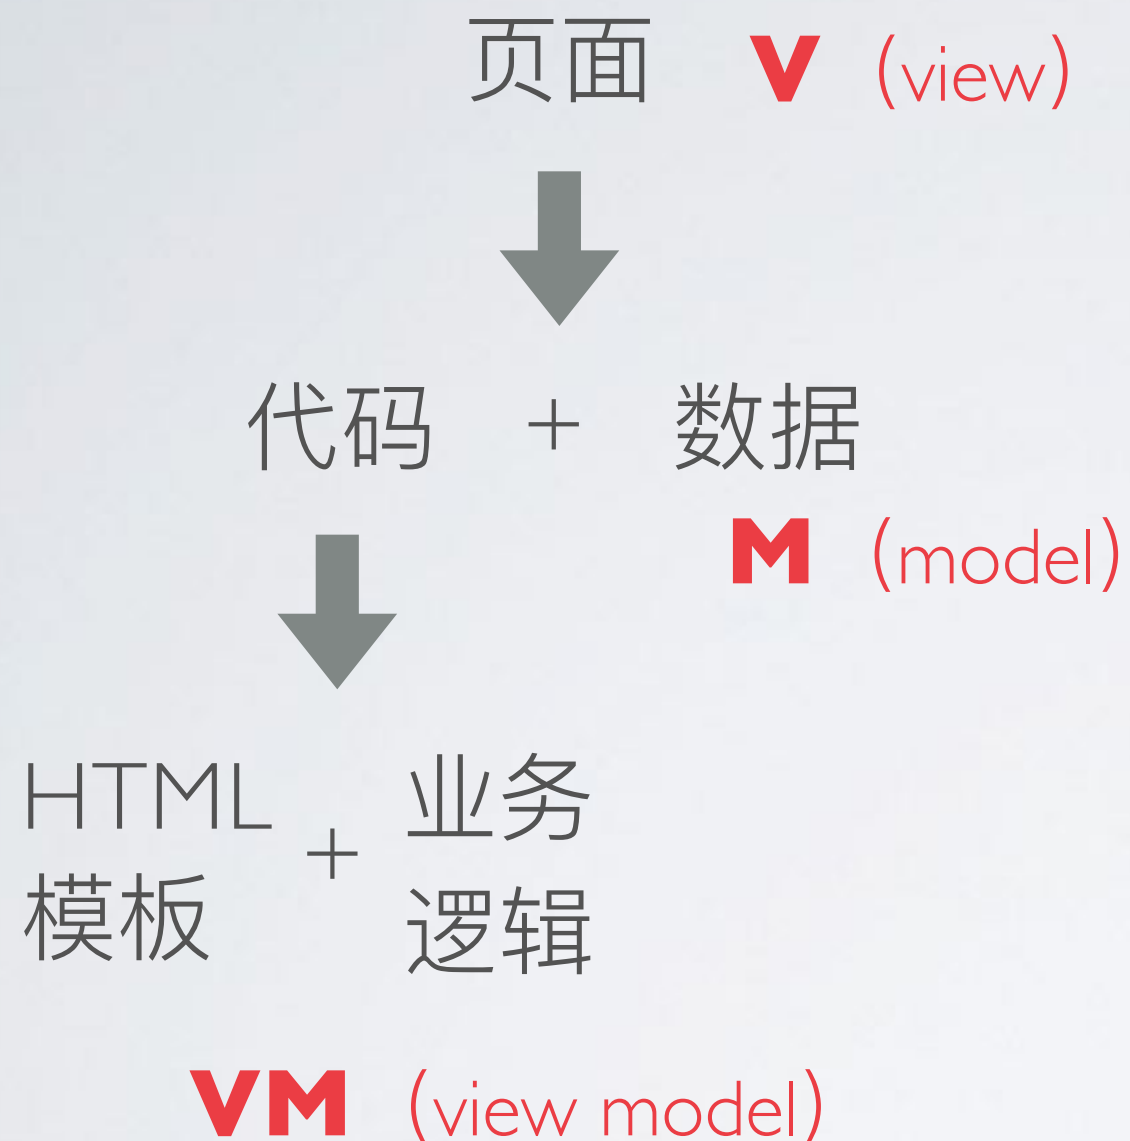 页面 V (view)
代码 + 数据
M (model)
HTML 模板 + 业务 逻辑
VM (view model)